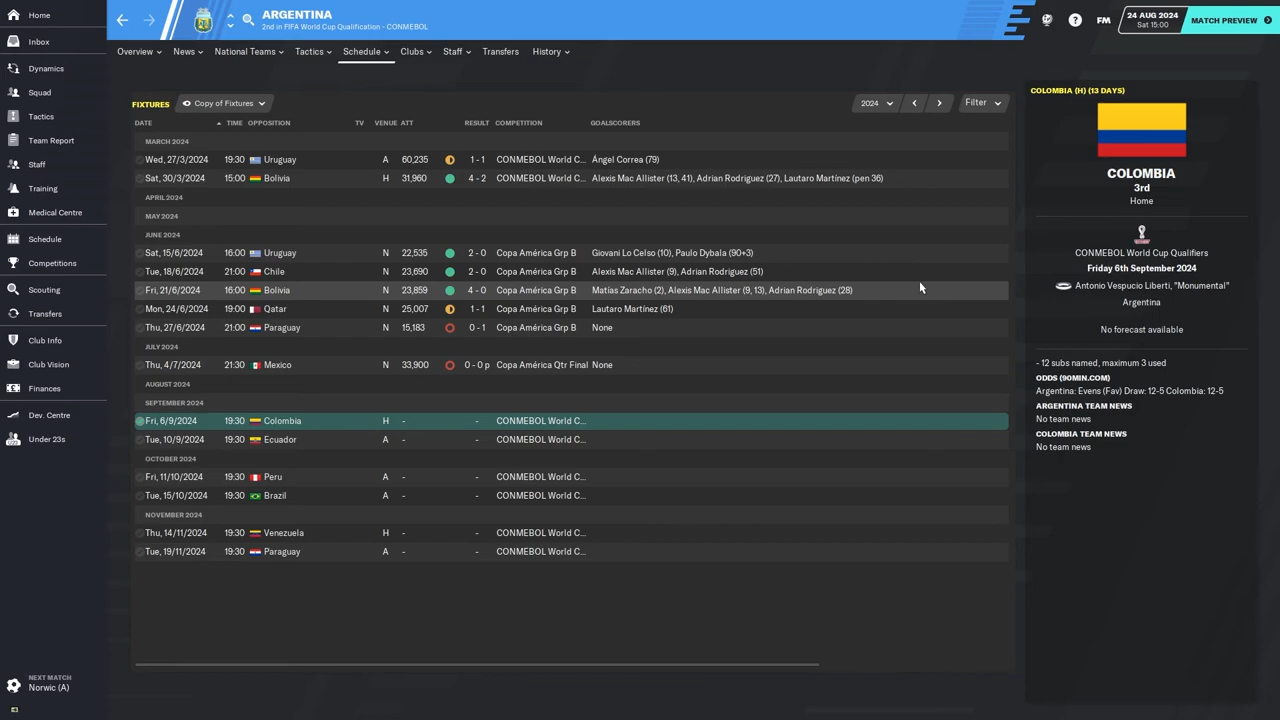 Home
Inbox
Dynamics
Squad
Tactics
Team Report
Staff
Training
Medical Centre
Schedule
Competitions
Scouting
Transfers
Club Info
Club Vision
Finances
Dev. Centre
Under 23s
NEXT MATCH
Norwic (A)
ARGENTINA
2nd in FIFA World Cup Qualification - CONMEBOL
FM
24 AUG 2024
Sat 15:00
MATCH PREVIEW
Overview News National Teams Tactics Schedule Clubs Staff Transfers History
FIXTURES Copy of Fixtures 2024 Filter
DATE TIME OPPOSITION TV VENUE ATT RESULT COMPETITION GOALSCORERS
MARCH 2024
Wed, 27/3/2024 19:30 Uruguay A 60,235 1 - 1 CONMEBOL World C... Ángel Correa (79)
Sat, 30/3/2024 15:00 Bolivia H 31,960 4 - 2 CONMEBOL World C... Alexis Mac Allister (13, 41), Adrian Rodriguez (27), Lautaro Martínez (pen 36)
APRIL 2024
MAY 2024
JUNE 2024
Sat, 15/6/2024 16:00 Uruguay N 22,535 2 - 0 Copa América Grp B Giovani Lo Celso (10), Paulo Dybala (90+3)
Tue, 18/6/2024 21:00 Chile N 23,690 2 - 0 Copa América Grp B Alexis Mac Allister (9), Adrian Rodriguez (51)
Fri, 21/6/2024 16:00 Bolivia N 23,859 4 - 0 Copa América Grp B Matías Zaracho (2), Alexis Mac Allister (9, 13), Adrian Rodriguez (28)
Mon, 24/6/2024 19:00 Qatar N 25,007 1 - 1 Copa América Grp B Lautaro Martínez (61)
Thu, 27/6/2024 21:00 Paraguay N 15,183 0 - 1 Copa América Grp B None
JULY 2024
Thu, 4/7/2024 21:30 Mexico N 33,900 0 - 0 p Copa América Qtr Final None
AUGUST 2024
SEPTEMBER 2024
Fri, 6/9/2024 19:30 Colombia H - - CONMEBOL World C...
Tue, 10/9/2024 19:30 Ecuador A - - CONMEBOL World C...
OCTOBER 2024
Fri, 11/10/2024 19:30 Peru A - - CONMEBOL World C...
Tue, 15/10/2024 19:30 Brazil A - - CONMEBOL World C...
NOVEMBER 2024
Thu, 14/11/2024 19:30 Venezuela H - - CONMEBOL World C...
Tue, 19/11/2024 19:30 Paraguay A - - CONMEBOL World C...
COLOMBIA (H) (13 DAYS)
COLOMBIA
3rd
Home
CONMEBOL World Cup Qualifiers
Friday 6th September 2024
Antonio Vespucio Liberti, "Monumental"
Argentina
No forecast available
- 12 subs named, maximum 3 used
ODDS (90MIN.COM)
Argentina: Evens (Fav) Draw: 12-5 Colombia: 12-5
ARGENTINA TEAM NEWS
No team news
COLOMBIA TEAM NEWS
No team news